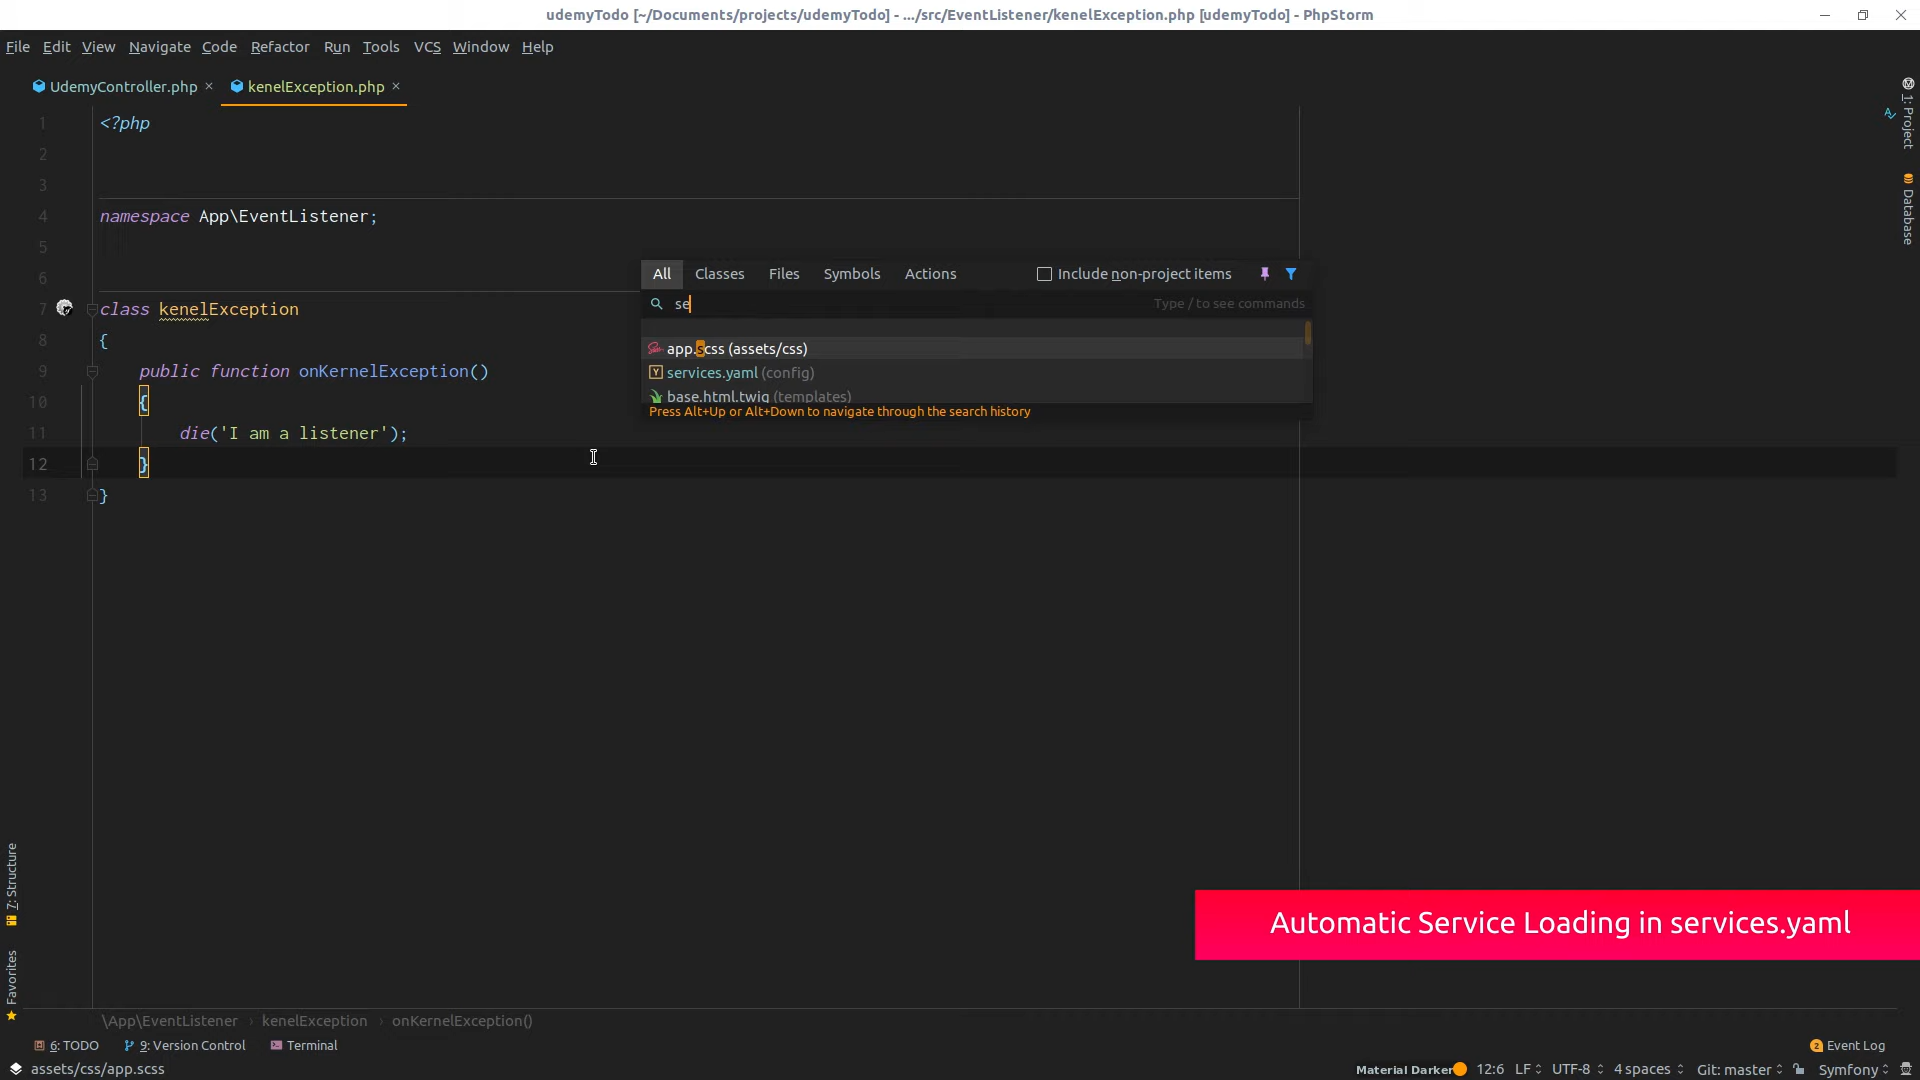 udemyTodo [~/Documents/projects/udemyTodo] - .../src/EventListener/kenelException.php [udemyTodo] - PhpStorm
File Edit View Navigate Code Refactor Run Tools VCS Window Help
UdemyController.php × kenelException.php ×
1 <?php
2
3
4 namespace App\EventListener;
5
6
7 class kenelException
8 {
9 public function onKernelException()
10 {
11 die('I am a listener');
12 }
13 }
All Classes Files Symbols Actions Include non-project items
se Type / to see commands
app.scss (assets/css)
services.yaml (config)
base.html.twig (templates)
Press Alt+Up or Alt+Down to navigate through the search history
1: Project
Database
7: Structure
Favorites
Automatic Service Loading in services.yaml
\App\EventListener › kenelException › onKernelException()
6: TODO 9: Version Control Terminal 2 Event Log
assets/css/app.scss Material Darker 12:6 LF UTF-8 4 spaces Git: master Symfony